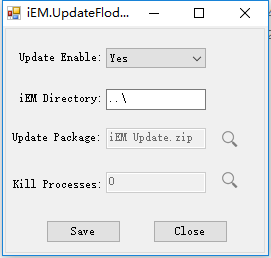 iEM.UpdateFlod...
Update Enable: Yes
iEM Directory: ..\
Update Package: iEM Update.zip
Kill Processes: 0
Save Close